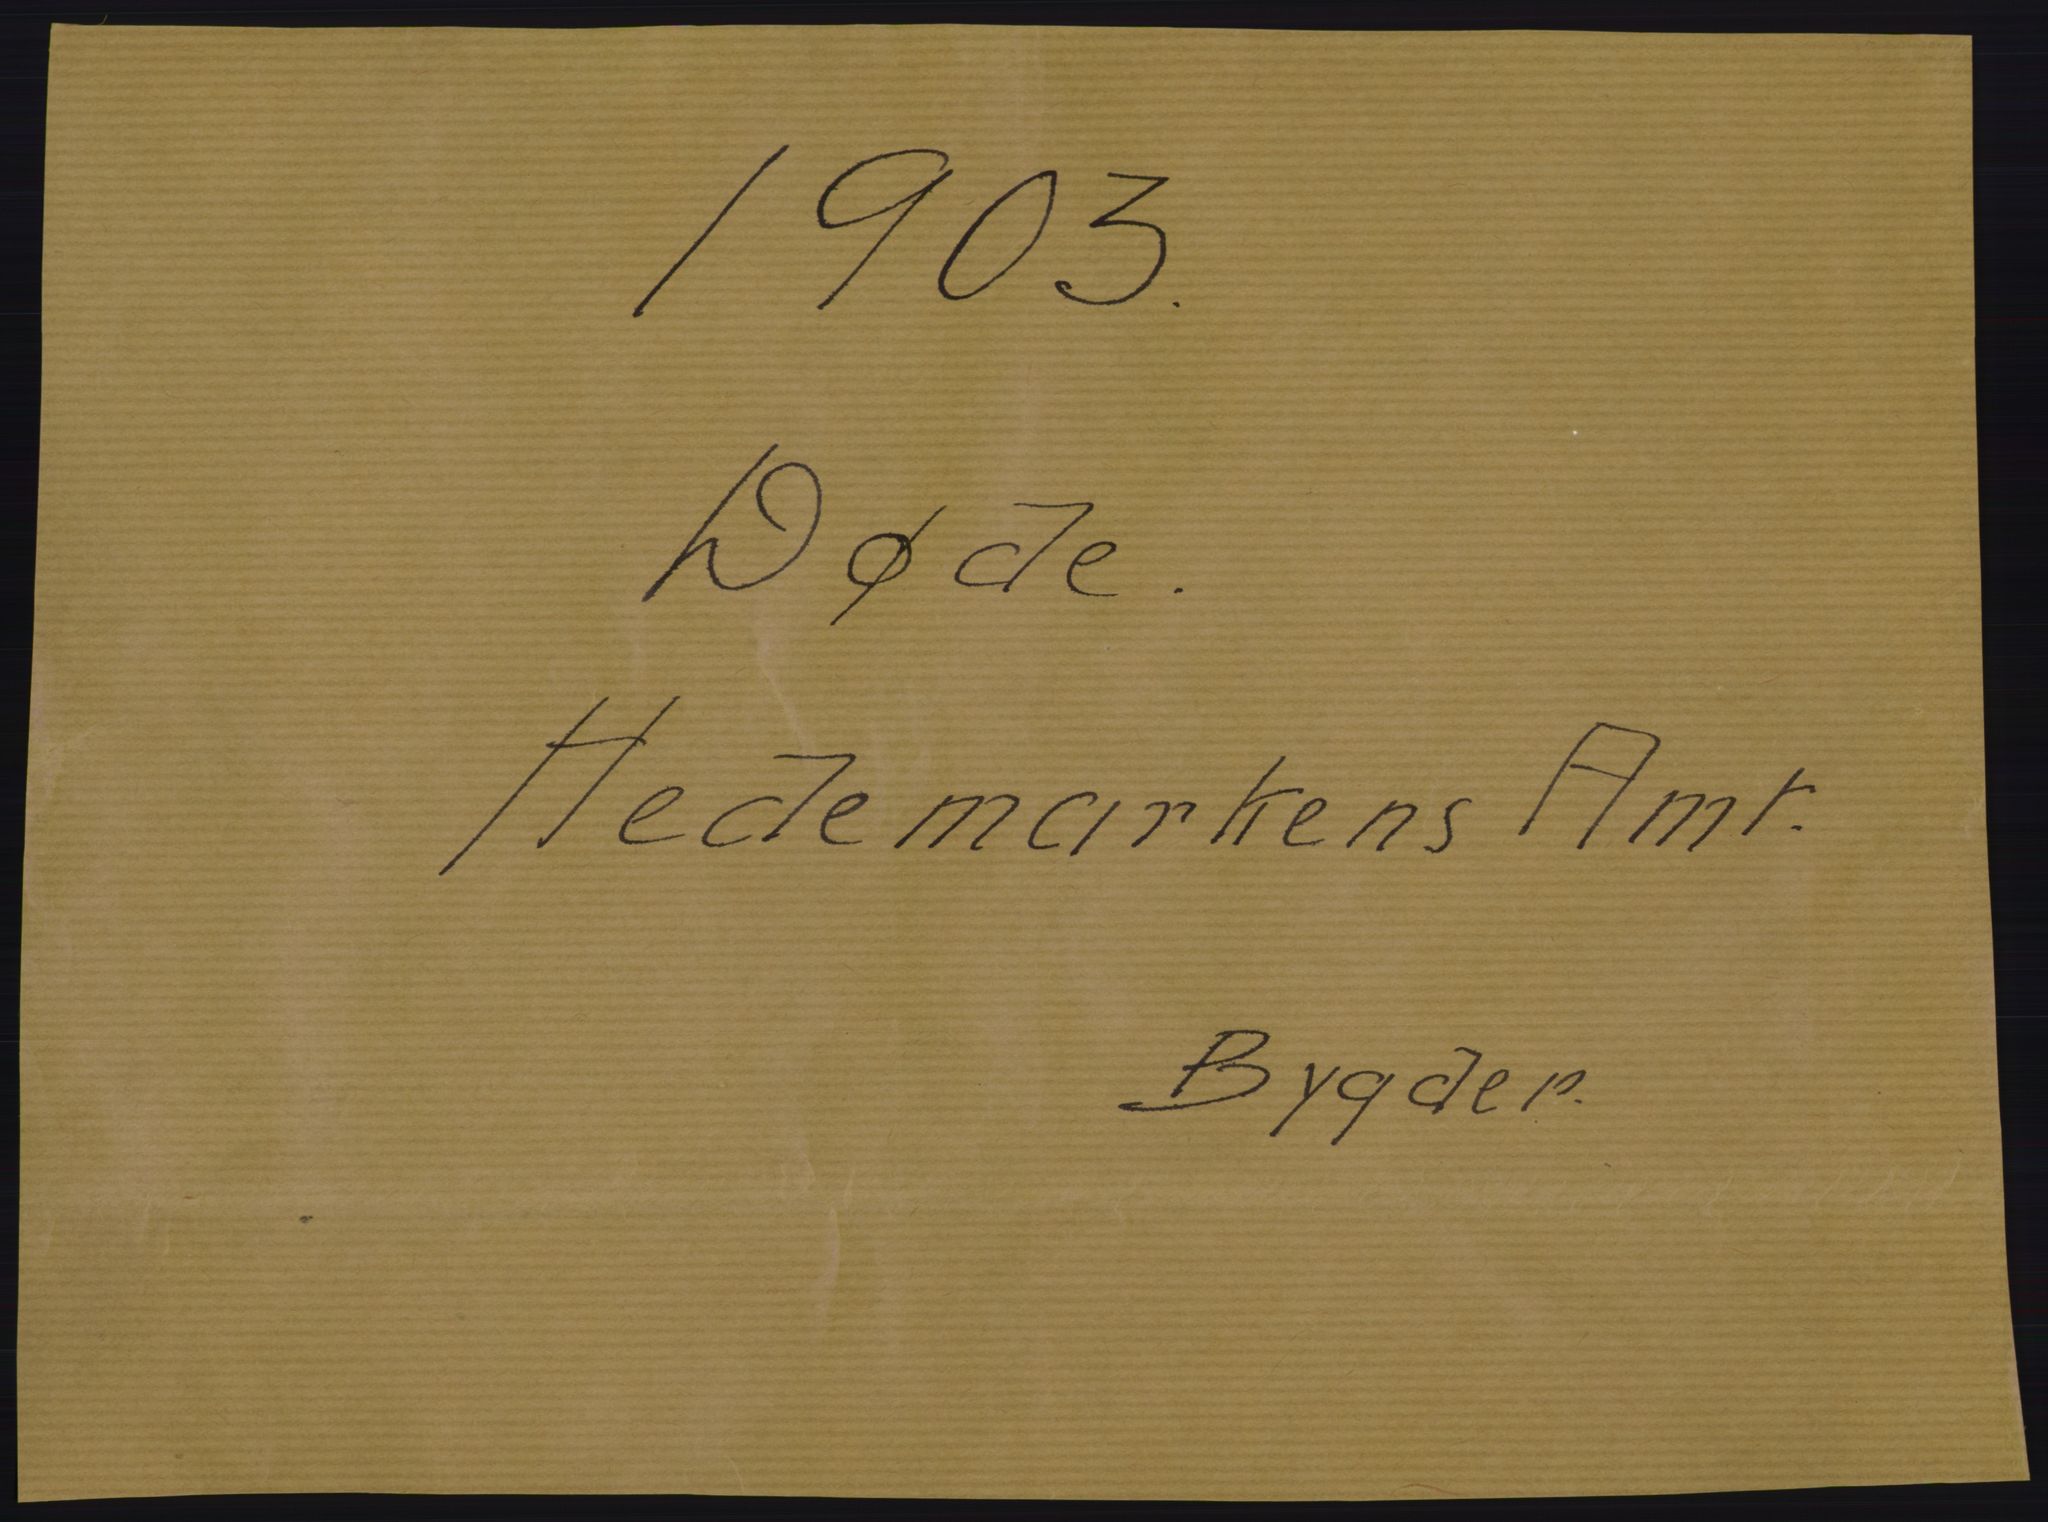 1903.
Døde.
Hedemarkens Amt.
Bygder.